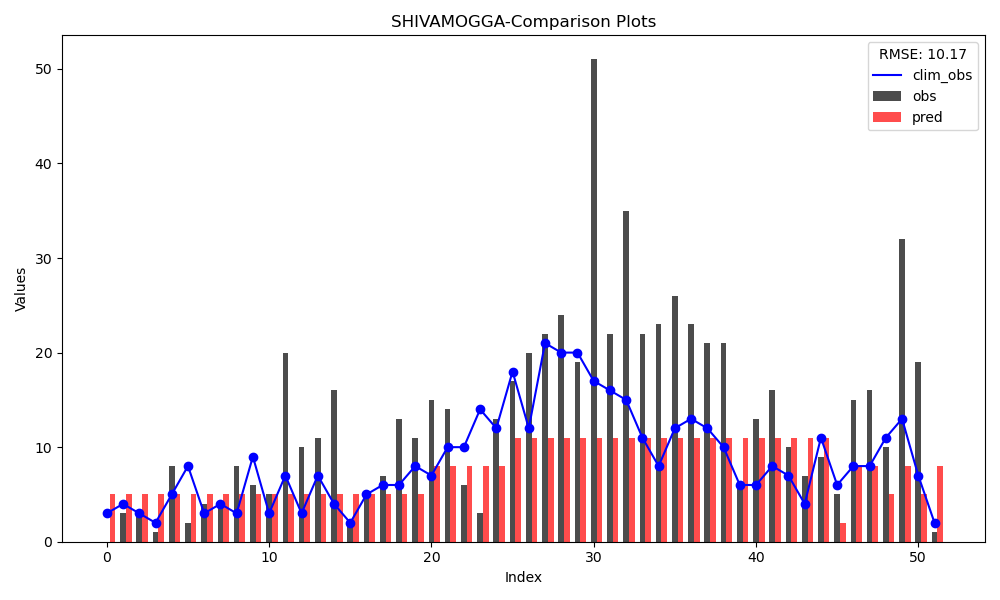 SHIVAMOGGA-Comparison Plots
RMSE: 10.17
clim_obs
obs
pred
Values
50
40
30
20
10
0
0 10 20 30 40 50
Index